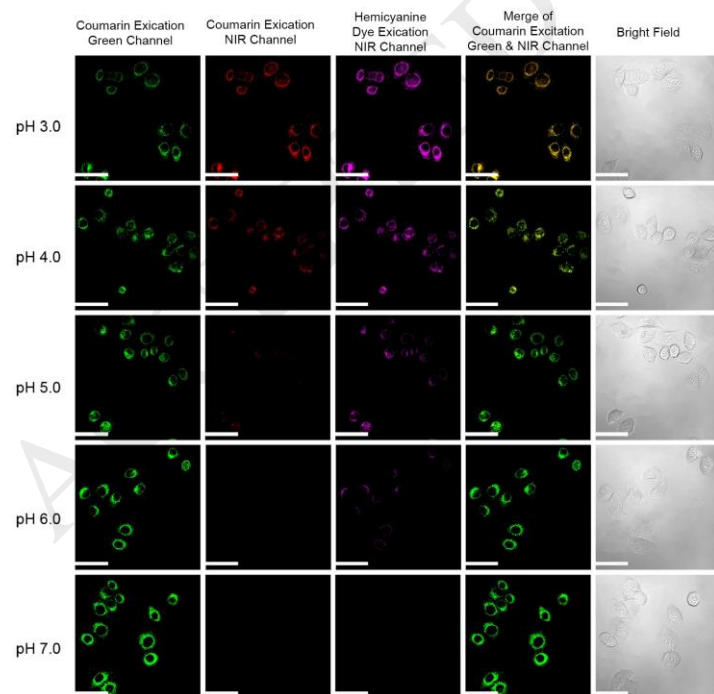 Coumarin Exication
Green Channel
Coumarin Exication
NIR Channel
Hemicyanine
Dye Exication
NIR Channel
Merge of
Coumarin Excitation
Green & NIR Channel
Bright Field
pH 3.0
pH 4.0
pH 5.0
pH 6.0
pH 7.0